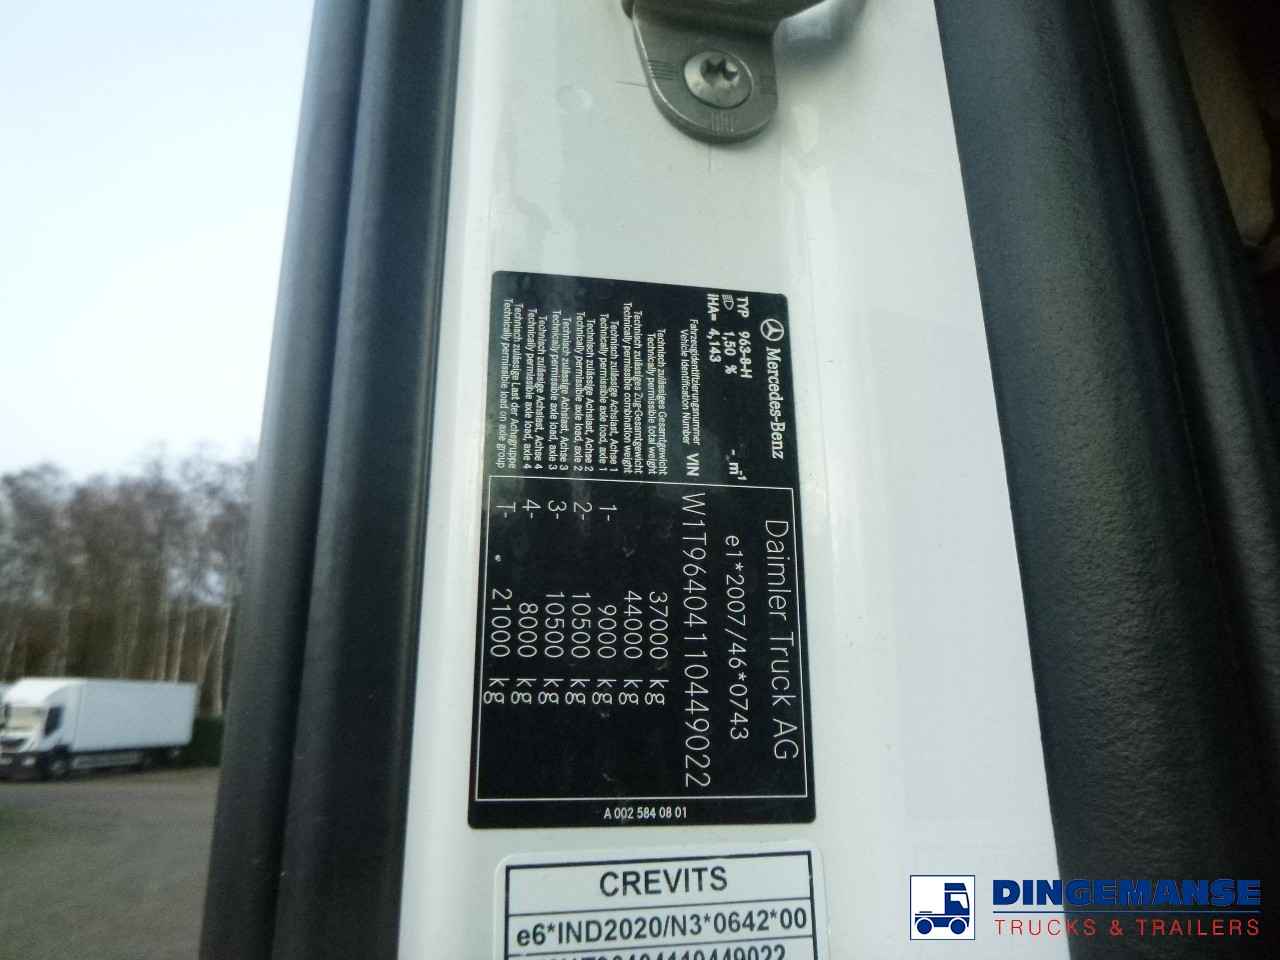 Mercedes-Benz
TYP 963-8-H - m-1
1,50 %
iHA= 4,143
Daimler Truck AG
e1*2007/46*0743
Fahrzeugidentifizierungsnummer
Vehicle Identification Number VIN W1T96404110449022
Technisch zulässiges Gesamtgewicht
Technically permissible total weight 37000 kg
Technisch zulässiges Zug-Gesamtgewicht
Technically permissible combination weight 44000 kg
Technisch zulässige Achslast, Achse 1
Technically permissible axle load, axle 1 1- 9000 kg
Technisch zulässige Achslast, Achse 2
Technically permissible axle load, axle 2 2- 10500 kg
Technisch zulässige Achslast, Achse 3
Technically permissible axle load, axle 3 3- 10500 kg
Technisch zulässige Achslast, Achse 4
Technically permissible axle load, axle 4 4- 8000 kg
Technisch zulässige Last der Achsgruppe
Technically permissible load on axle group T- 21000 kg
A 002 584 08 01
CREVITS
e6*IND2020/N3*0642*00
W1T96404110449022
DINGEMANSE
TRUCKS & TRAILERS